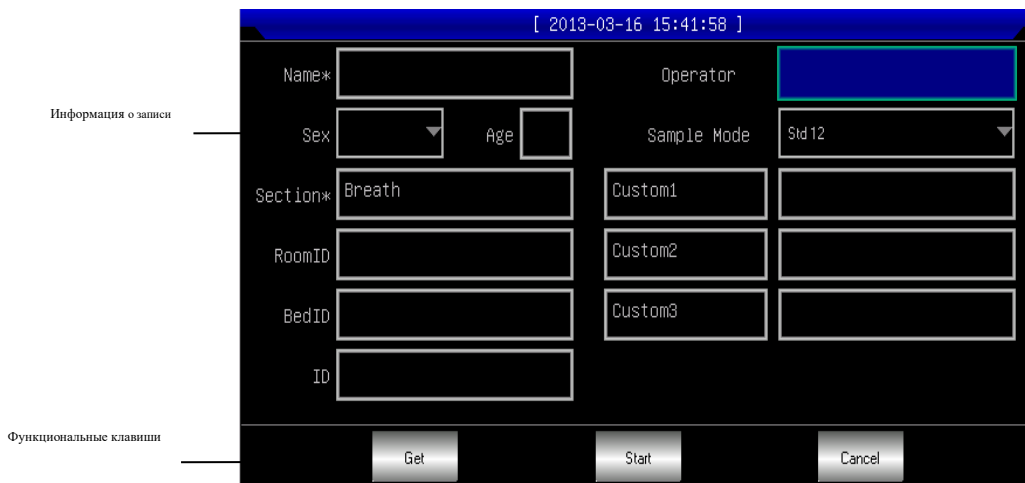 [ 2013-03-16 15:41:58 ]
Name* Operator
Информация о записи
Sex Age Sample Mode Std 12
Section* Breath Custom1
RoomID Custom2
BedID Custom3
ID
Функциональные клавиши
Get Start Cancel